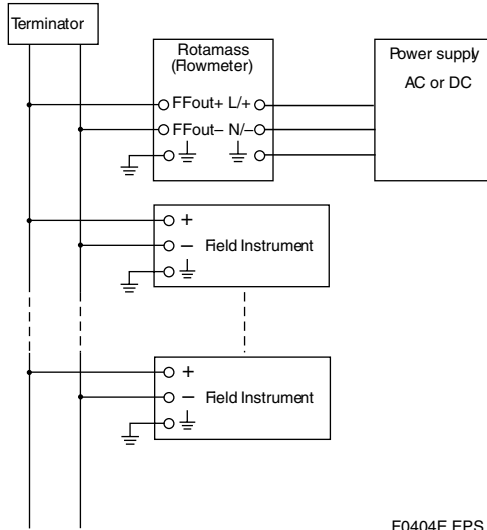 Terminator
Rotamass
(Flowmeter)
FFout+ L/+
FFout– N/–
Power supply
AC or DC
+
– Field Instrument
+
– Field Instrument
F0404E.EPS